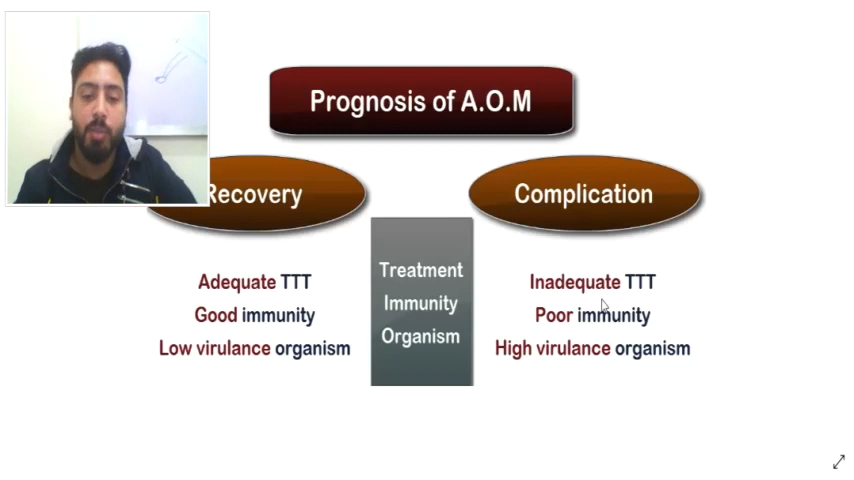 Prognosis of A.O.M
Recovery
Complication
Treatment
Immunity
Organism
Adequate TTT
Good immunity
Low virulance organism
Inadequate TTT
Poor immunity
High virulance organism